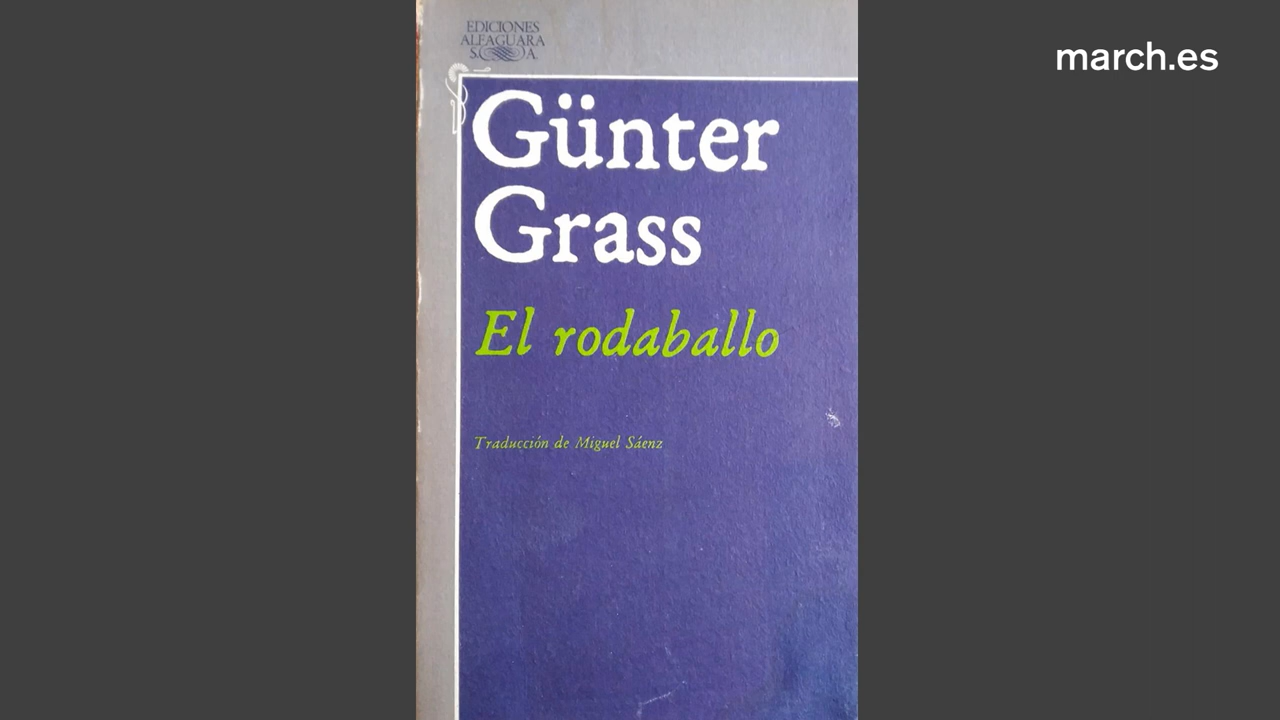 EDICIONES
ALFAGUARA
S. A.
march.es
Günter
Grass
El rodaballo
Traducción de Miguel Sáenz